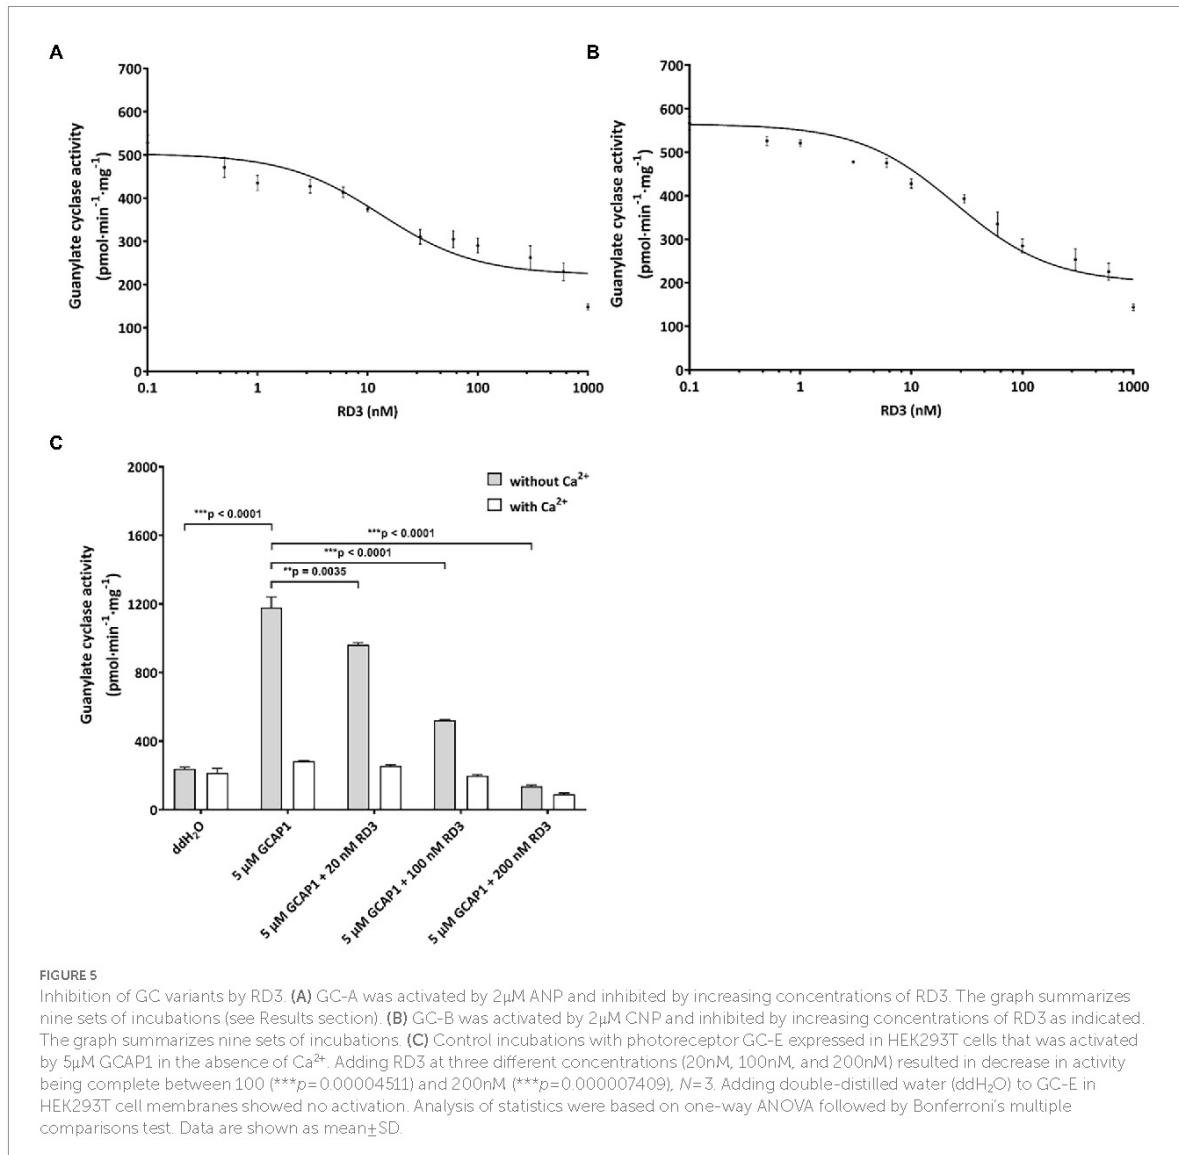 A
Guanylate cyclase activity
(pmol·min⁻¹·mg⁻¹)
700
600
500
400
300
200
100
0
0.1
1
10
100
1000
RD3 (nM)
B
Guanylate cyclase activity
(pmol·min⁻¹·mg⁻¹)
700
600
500
400
300
200
100
0
0.1
1
10
100
1000
RD3 (nM)
C
Guanylate cyclase activity
(pmol·min⁻¹·mg⁻¹)
2000
1600
1200
800
400
0
without Ca²⁺
with Ca²⁺
***p < 0.0001
***p < 0.0001
***p < 0.0001
**p = 0.0035
ddH₂O
5 µM GCAP1
5 µM GCAP1 + 20 nM RD3
5 µM GCAP1 + 100 nM RD3
5 µM GCAP1 + 200 nM RD3
FIGURE 5
Inhibition of GC variants by RD3. (A) GC-A was activated by 2µM ANP and inhibited by increasing concentrations of RD3. The graph summarizes
nine sets of incubations (see Results section). (B) GC-B was activated by 2µM CNP and inhibited by increasing concentrations of RD3 as indicated.
The graph summarizes nine sets of incubations. (C) Control incubations with photoreceptor GC-E expressed in HEK293T cells that was activated
by 5µM GCAP1 in the absence of Ca²⁺. Adding RD3 at three different concentrations (20nM, 100nM, and 200nM) resulted in decrease in activity
being complete between 100 (***p=0.00004511) and 200nM (***p=0.000007409), N=3. Adding double-distilled water (ddH₂O) to GC-E in
HEK293T cell membranes showed no activation. Analysis of statistics were based on one-way ANOVA followed by Bonferroni's multiple
comparisons test. Data are shown as mean±SD.